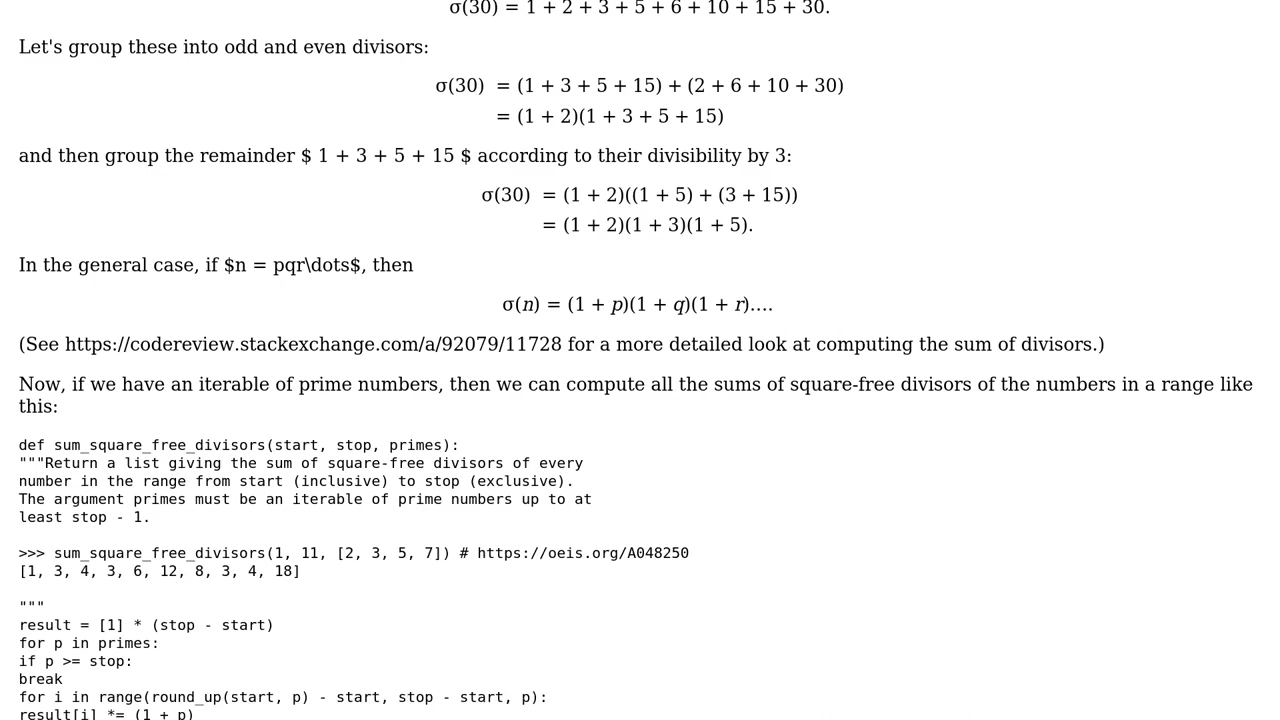 σ(30) = 1 + 2 + 3 + 5 + 6 + 10 + 15 + 30.
Let's group these into odd and even divisors:
σ(30) = (1 + 3 + 5 + 15) + (2 + 6 + 10 + 30)
= (1 + 2)(1 + 3 + 5 + 15)
and then group the remainder $ 1 + 3 + 5 + 15 $ according to their divisibility by 3:
σ(30) = (1 + 2)((1 + 5) + (3 + 15))
= (1 + 2)(1 + 3)(1 + 5).
In the general case, if $n = pqr\dots$, then
σ(n) = (1 + p)(1 + q)(1 + r)….
(See https://codereview.stackexchange.com/a/92079/11728 for a more detailed look at computing the sum of divisors.)
Now, if we have an iterable of prime numbers, then we can compute all the sums of square-free divisors of the numbers in a range like
this:
def sum_square_free_divisors(start, stop, primes):
"""Return a list giving the sum of square-free divisors of every
number in the range from start (inclusive) to stop (exclusive).
The argument primes must be an iterable of prime numbers up to at
least stop - 1.
>>> sum_square_free_divisors(1, 11, [2, 3, 5, 7]) # https://oeis.org/A048250
[1, 3, 4, 3, 6, 12, 8, 3, 4, 18]
"""
result = [1] * (stop - start)
for p in primes:
if p >= stop:
break
for i in range(round_up(start, p) - start, stop - start, p):
result[i] *= (1 + p)